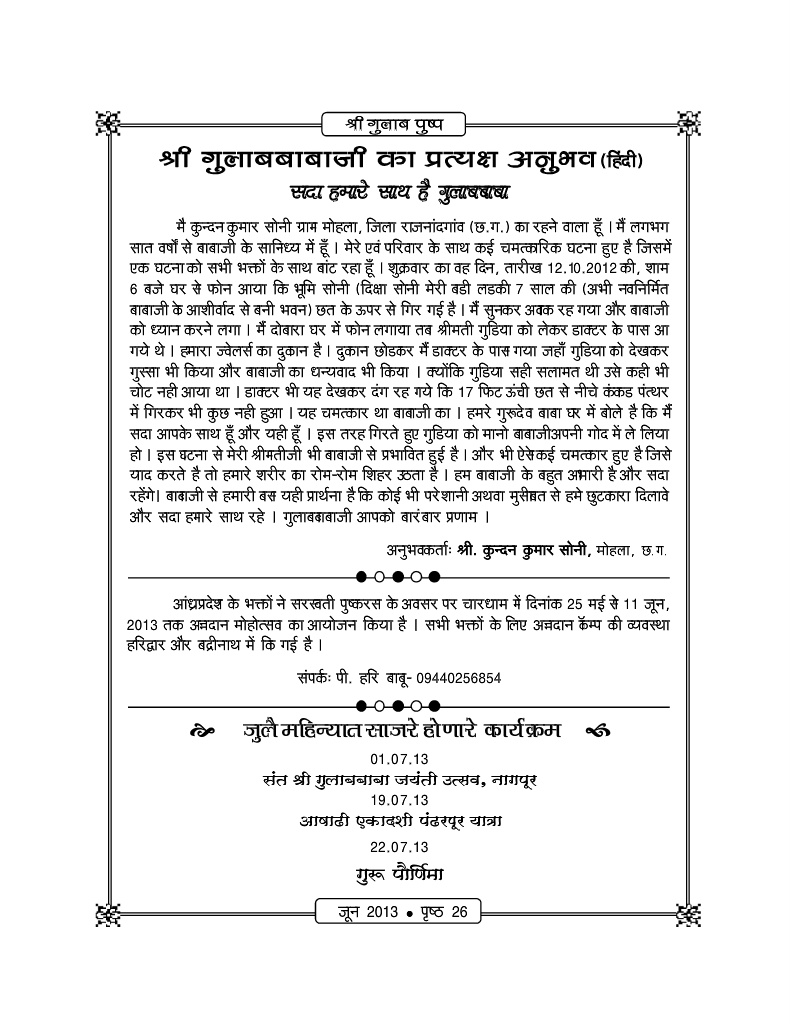 श्री गुलाब पुष्प
श्री गुलाबबाबाजी का प्रत्यक्ष अनुभव (हिंदी)
सदा हमारे साथ है गुलाबबाबा
मै कुन्दन कुमार सोनी ग्राम मोहला, जिला राजनांदगांव (छ.ग.) का रहने वाला हूँ । मैं लगभग
सात वर्षों से बाबाजी के सानिध्य में हूँ । मेरे एवं परिवार के साथ कई चमत्कारिक घटना हुए है जिसमें
एक घटना को सभी भक्तों के साथ बांट रहा हूँ । शुक्रवार का वह दिन, तारीख 12.10.2012 की, शाम
6 बजे घर से फोन आया कि भूमि सोनी (दिक्षा सोनी मेरी बडी लडकी 7 साल की (अभी नवनिर्मित
बाबाजी के आशीर्वाद से बनी भवन) छत के ऊपर से गिर गई है । मैं सुनकर अवक रह गया और बाबाजी
को ध्यान करने लगा । मैं दोबारा घर में फोन लगाया तब श्रीमती गुडिया को लेकर डाक्टर के पास आ
गये थे । हमारा ज्वेलर्स का दुकान है । दुकान छोडकर मैं डाक्टर के पास गया जहाँ गुडिया को देखकर
गुस्सा भी किया और बाबाजी का धन्यवाद भी किया । क्योंकि गुडिया सही सलामत थी उसे कही भी
चोट नही आया था । डाक्टर भी यह देखकर दंग रह गये कि 17 फिट ऊंची छत से नीचे कंकड पंत्थर
में गिरकर भी कुछ नही हुआ । यह चमत्कार था बाबाजी का । हमरे गुरूदेव बाबा घर में बोले है कि मैं
सदा आपके साथ हूँ और यही हूँ । इस तरह गिरते हुए गुडिया को मानो बाबाजी अपनी गोद में ले लिया
हो । इस घटना से मेरी श्रीमतीजी भी बाबाजी से प्रभावित हुई है । और भी ऐसे कई चमत्कार हुए है जिसे
याद करते है तो हमारे शरीर का रोम-रोम शिहर उठता है । हम बाबाजी के बहुत अभारी है और सदा
रहेंगे। बाबाजी से हमारी बस यही प्रार्थना है कि कोई भी परेशानी अथवा मुसीबत से हमे छुटकारा दिलावे
और सदा हमारे साथ रहे । गुलाबबाबाजी आपको बारंबार प्रणाम ।
अनुभवकर्ताः श्री. कुन्दन कुमार सोनी, मोहला, छ.ग.
आंध्रप्रदेश के भक्तों ने सरस्वती पुष्करस के अवसर पर चारधाम में दिनांक 25 मई से 11 जून,
2013 तक अन्नदान मोहोत्सव का आयोजन किया है । सभी भक्तों के लिए अन्नदान कॅम्प की व्यवस्था
हरिद्वार और बद्रीनाथ में कि गई है ।
संपर्कः पी. हरि बाबू- 09440256854
जुलै महिन्यात साजरे होणारे कार्यक्रम
01.07.13
संत श्री गुलाबबाबा जयंती उत्सव, नागपूर
19.07.13
आषाढी एकादशी पंढरपूर यात्रा
22.07.13
गुरू पौर्णिमा
जून 2013 • पृष्ठ 26